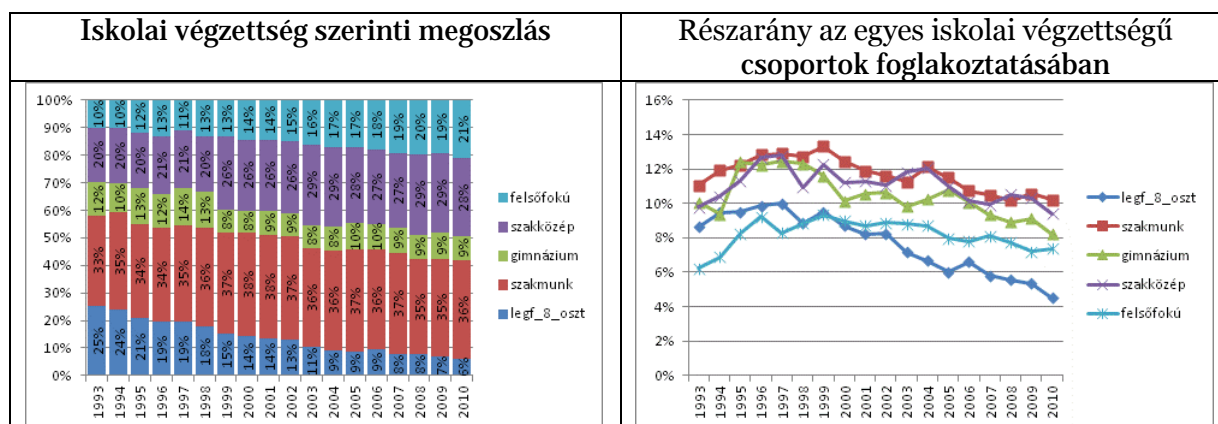 Iskolai végzettség szerinti megoszlás
Részarány az egyes iskolai végzettségű
csoportok foglakoztatásában
100%
90%
80%
70%
60%
50%
40%
30%
20%
10%
0%
10% 10% 12% 13% 11% 13% 13% 14% 14% 15% 16% 17% 17% 18% 19% 20% 19% 21%
20% 20% 20% 21% 21% 20% 26% 26% 26% 26% 29% 29% 28% 27% 27% 29% 29% 28%
12% 10% 13% 12% 14% 13% 8% 8% 9% 9% 8% 8% 10% 10% 9% 9% 9% 9%
33% 35% 34% 34% 35% 36% 37% 38% 38% 37% 36% 36% 37% 36% 37% 35% 35% 36%
25% 24% 21% 19% 19% 18% 15% 14% 14% 13% 11% 9% 9% 9% 8% 8% 7% 6%
1993 1994 1995 1996 1997 1998 1999 2000 2001 2002 2003 2004 2005 2006 2007 2008 2009 2010
felsőfokú
szakközép
gimnázium
szakmunk
legf_8_oszt
16%
14%
12%
10%
8%
6%
4%
2%
0%
1993 1994 1995 1996 1997 1998 1999 2000 2001 2002 2003 2004 2005 2006 2007 2008 2009 2010
legf_8_oszt
szakmunk
gimnázium
szakközép
felsőfokú